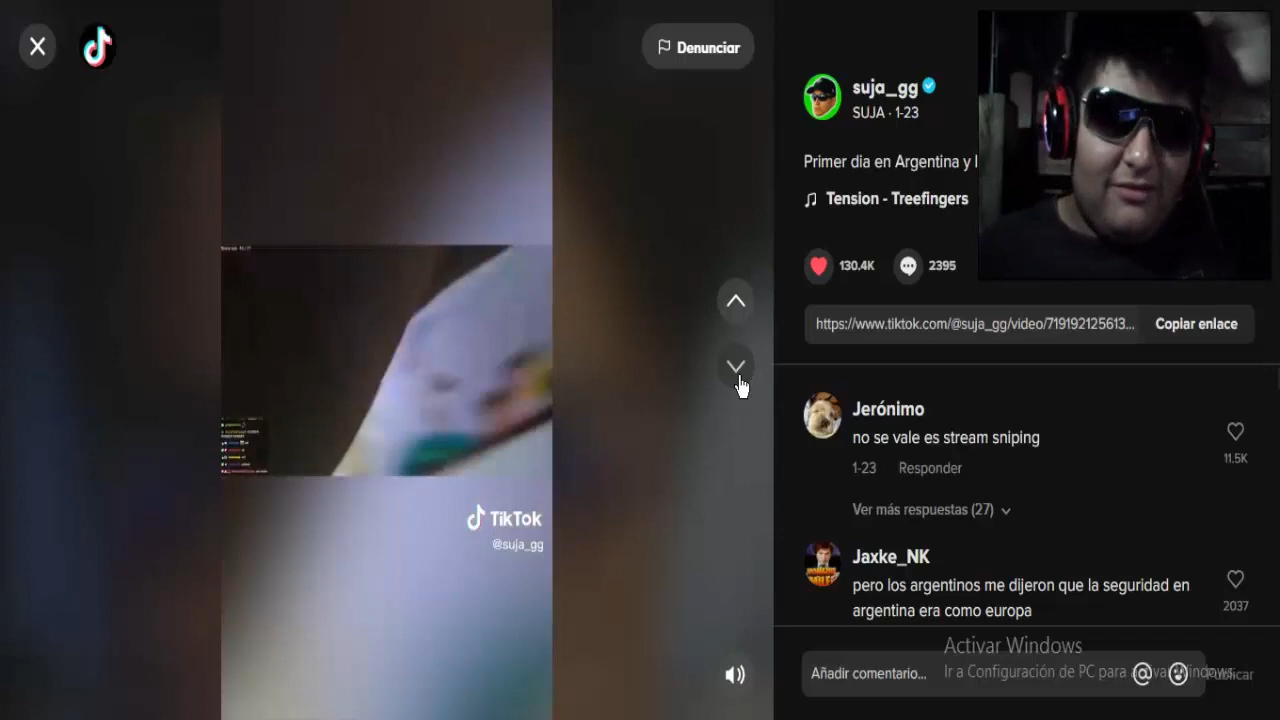 Denunciar
suja_gg
SUJA · 1-23
Primer dia en Argentina y
Tension - Treefingers
130.4K
2395
https://www.tiktok.com/@suja_gg/video/719192125613...
Copiar enlace
Jerónimo
no se vale es stream sniping
11.5K
1-23 Responder
Ver más respuestas (27)
TikTok
@suja_gg
Jaxke_NK
pero los argentinos me dijeron que la seguridad en
argentina era como europa
2037
Activar Windows
Ir a Configuración de PC para activar Windows.
Añadir comentario...
Publicar